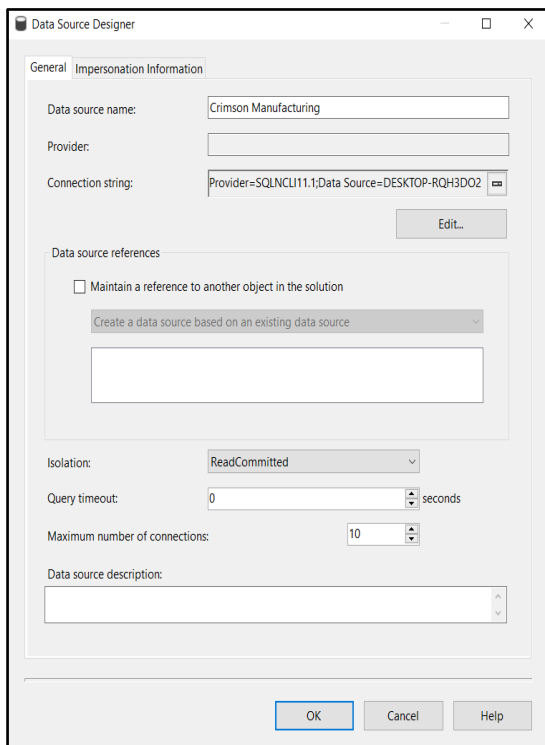 Data Source Designer
General Impersonation Information
Data source name: Crimson Manufacturing
Provider:
Connection string: Provider=SQLNCLI11.1;Data Source=DESKTOP-RQH3DO2
Edit...
Data source references
Maintain a reference to another object in the solution
Create a data source based on an existing data source
Isolation: ReadCommitted
Query timeout: 0 seconds
Maximum number of connections: 10
Data source description:
OK Cancel Help